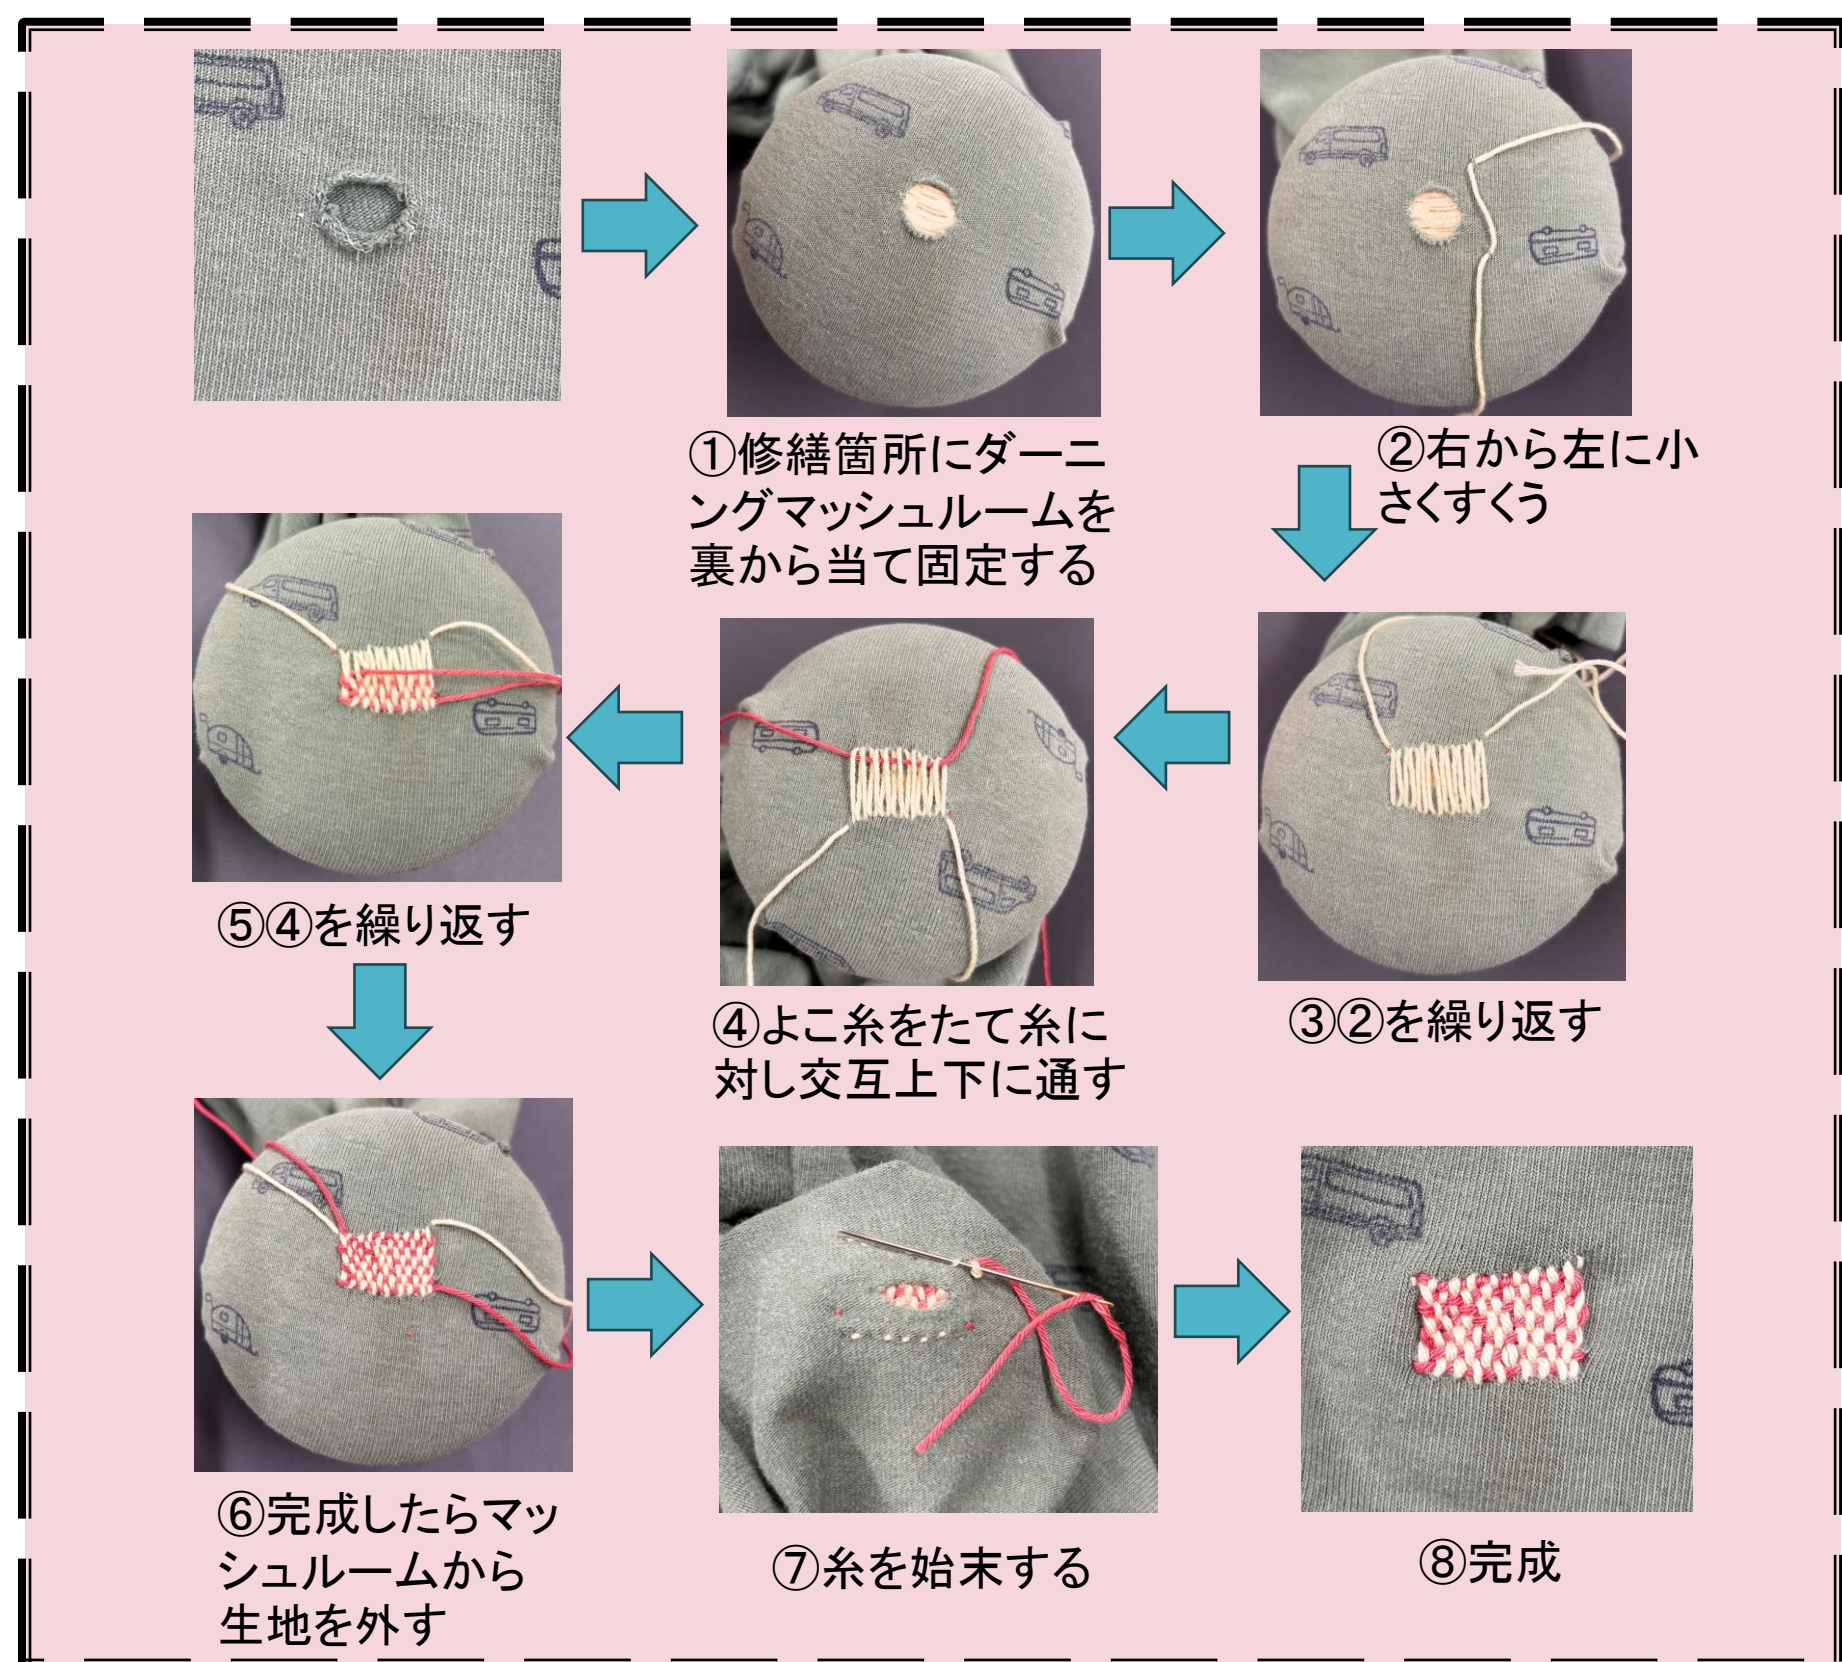 ①修繕箇所にダーニ
ングマッシュルームを
裏から当て固定する
②右から左に小
さくすくう
③②を繰り返す
④よこ糸をたて糸に
対し交互上下に通す
⑤④を繰り返す
⑥完成したらマッ
シュルームから
生地を外す
⑦糸を始末する
⑧完成